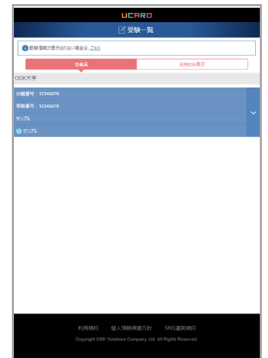 UCARO
受験一覧
受験情報が表示されない場合は、こちら
全表示
合格のみ表示
ODK大学
出願番号：12345678
受験番号：12345678
サンプル
サンプル
利用規約 個人情報保護方針 SNS運営規約
Copyright ODK Solutions Company, Ltd. All Rights Reserved.